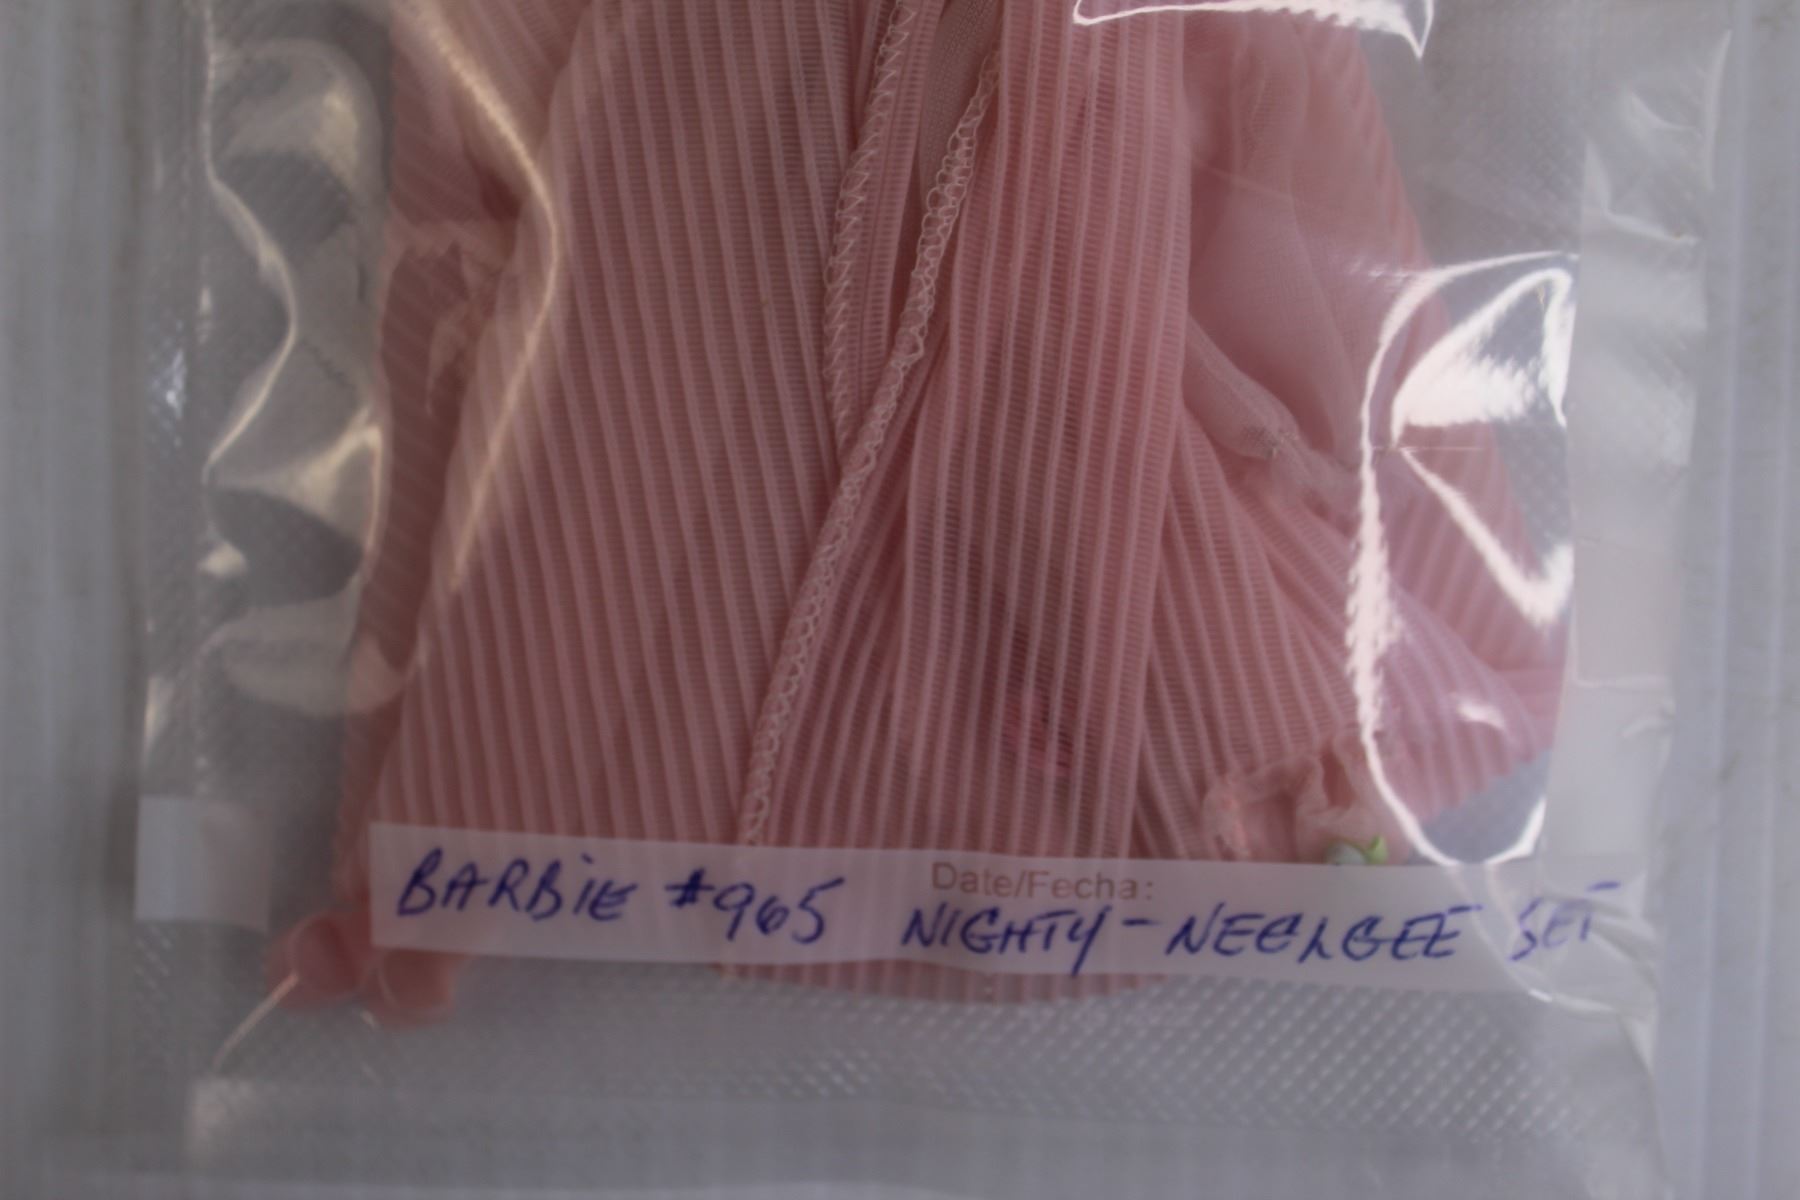 Date/Fecha:
BARBIE #965 NIGHTY-NEELGEE SET